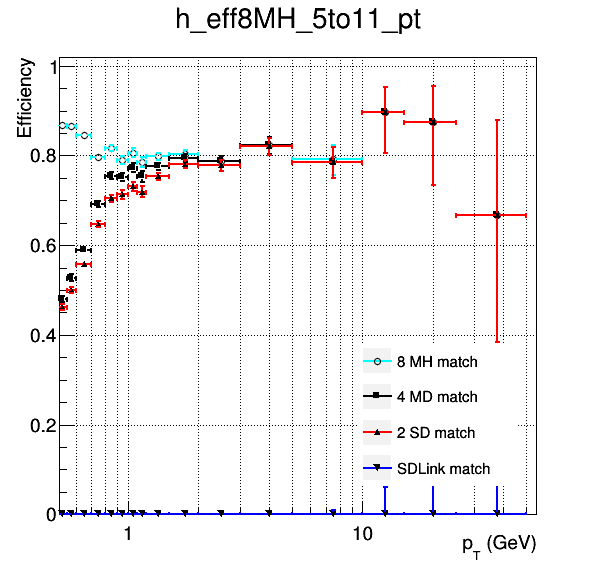 h_eff8MH_5to11_pt
Efficiency
1
0.8
0.6
0.4
0.2
0
8 MH match
4 MD match
2 SD match
SDLink match
1
10
pT (GeV)